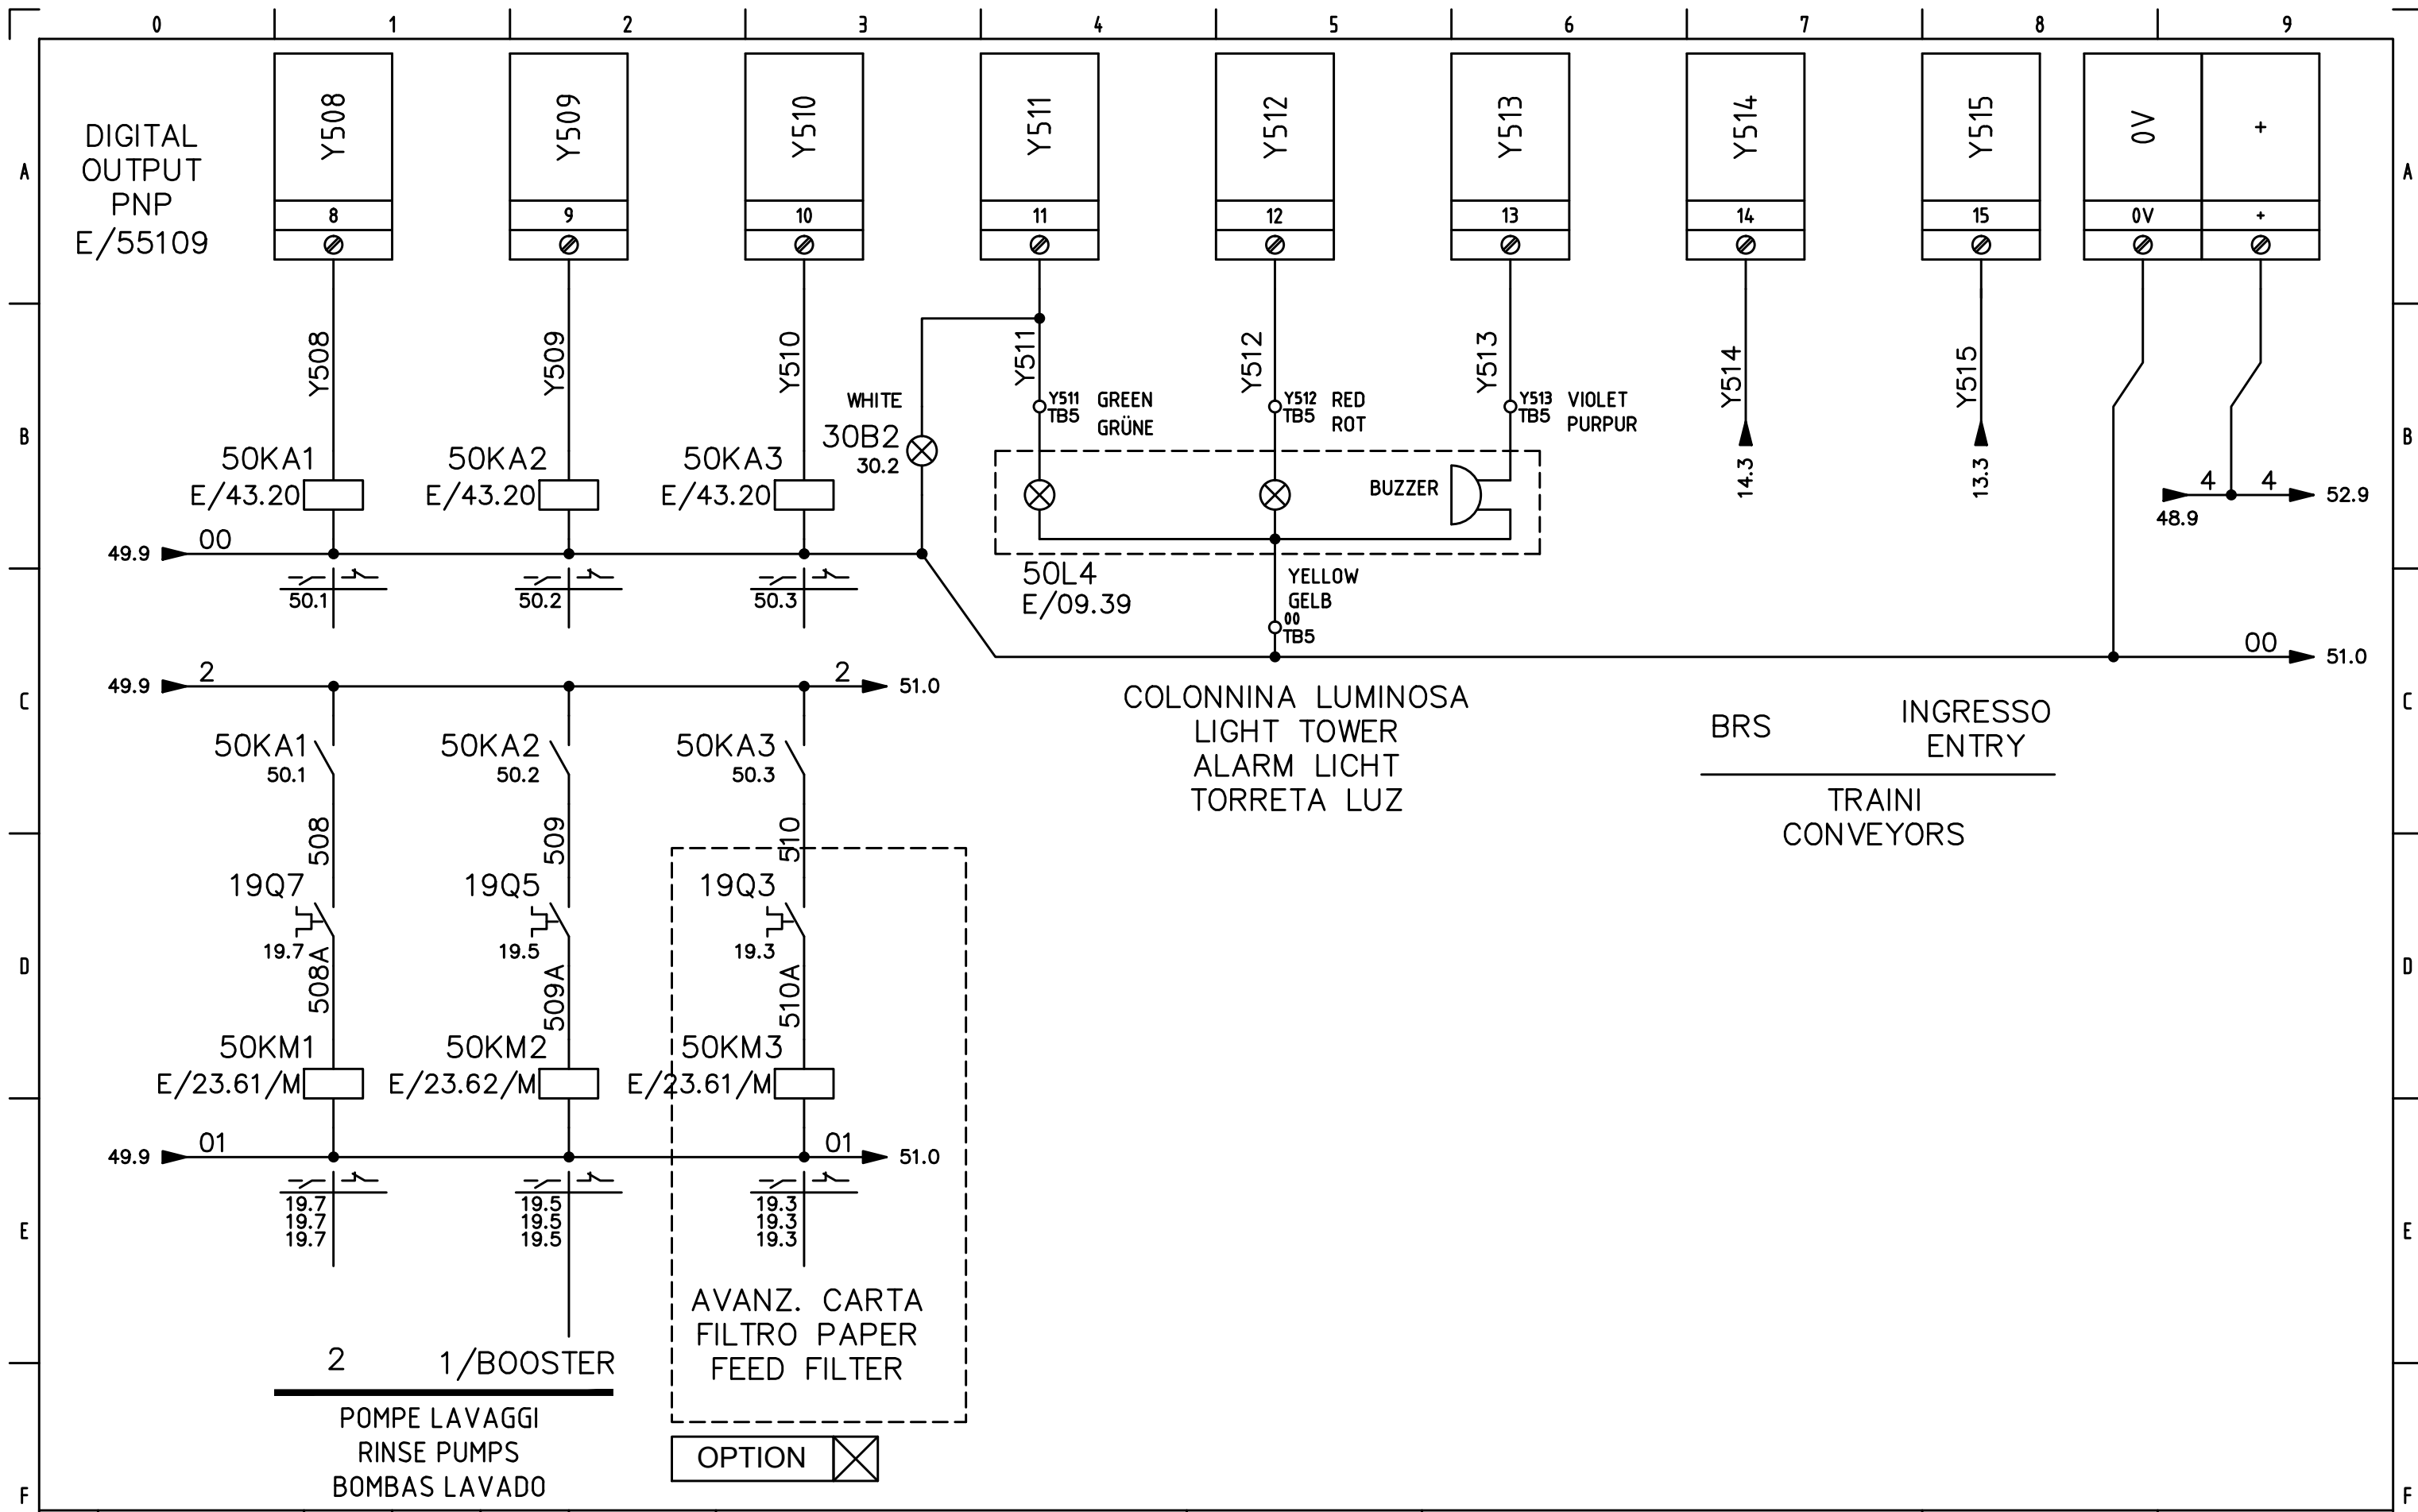 0 1 2 3 4 5 6 7 8 9
DIGITAL
OUTPUT
PNP
E/55109
Y508 Y509 Y510 Y511 Y512 Y513 Y514 Y515 0V +
8 9 10 11 12 13 14 15 0V +
A A
Y508 Y509 Y510 Y511 Y512 Y513 Y514 Y515
WHITE
30B2
30.2
Y511 GREEN
TB5 GRÜNE
Y512 RED
TB5 ROT
Y513 VIOLET
TB5 PURPUR
B B
50KA1 50KA2 50KA3
E/43.20 E/43.20 E/43.20
BUZZER
14.3 13.3
4 4 52.9
48.9
49.9 00
50.1 50.2 50.3
50L4
E/09.39
YELLOW
GELB
00
TB5
00 51.0
49.9 2 2 51.0
C C
COLONNINA LUMINOSA
LIGHT TOWER
ALARM LICHT
TORRETA LUZ
BRS INGRESSO
ENTRY
TRAINI
CONVEYORS
50KA1 50KA2 50KA3
50.1 50.2 50.3
508 509 510
19Q7 19Q5 19Q3
19.7 19.5 19.3
D D
508A 509A 510A
50KM1 50KM2 50KM3
E/23.61/M E/23.62/M E/23.61/M
49.9 01 01 51.0
19.7 19.5 19.3
19.7 19.5 19.3
19.7 19.5 19.3
E E
AVANZ. CARTA
FILTRO PAPER
FEED FILTER
2 1/BOOSTER
POMPE LAVAGGI
RINSE PUMPS
BOMBAS LAVADO
OPTION
F F